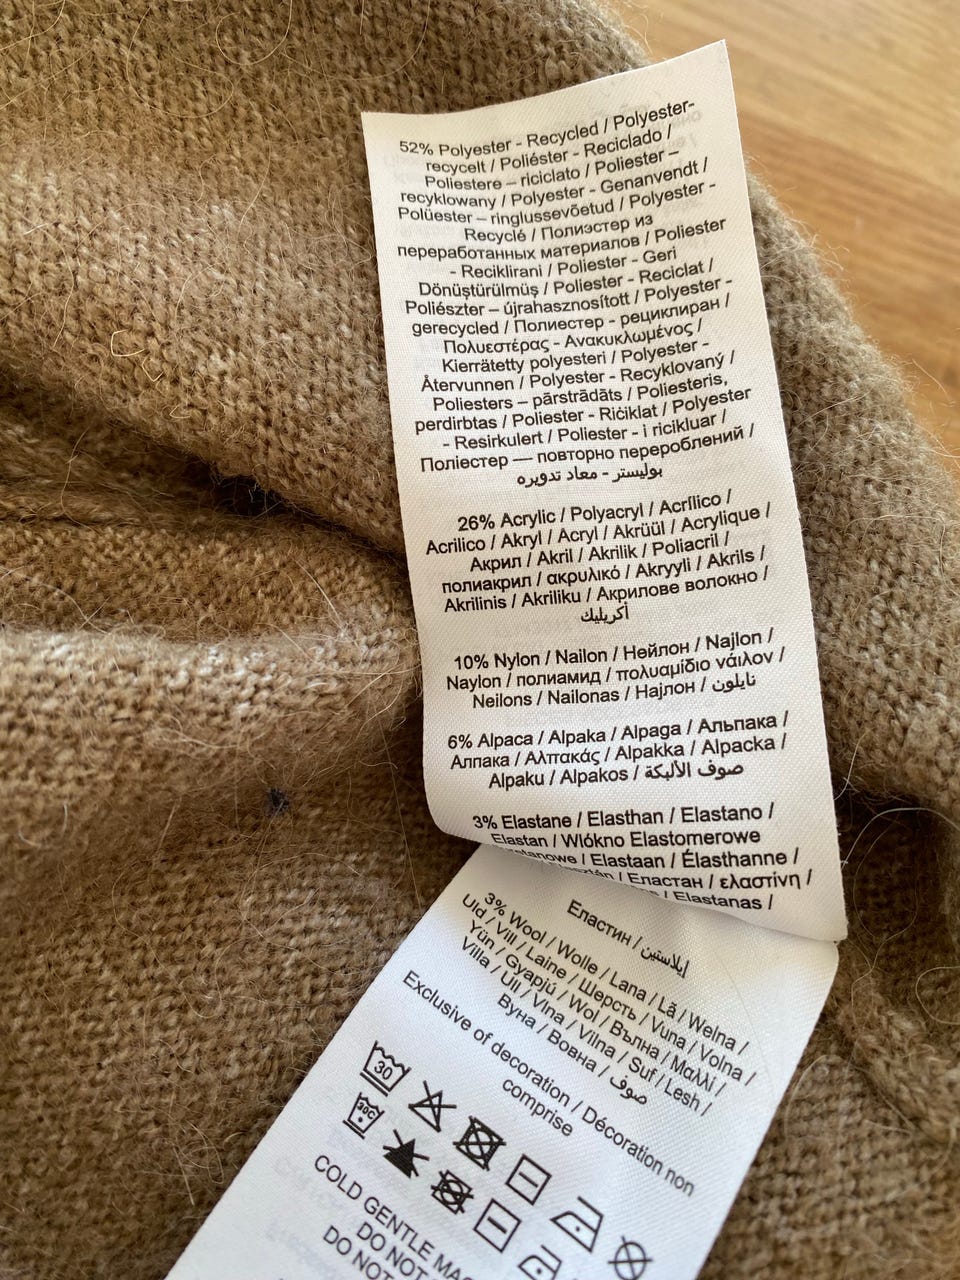 52% Polyester - Recycled / Polyester-
recycelt / Poliéster - Reciclado /
Poliestere – riciclato / Poliester –
recyklowany / Polyester - Genanvendt /
Polüester – ringlussevõetud / Polyester -
Recyclé / Полиэстер из
переработанных материалов / Poliester
- Reciklirani / Poliester - Geri
Dönüştürülmüş / Poliester - Reciclat /
Poliészter – újrahasznosított / Polyester -
gerecycled / Полиестер - рециклиран /
Πολυεστέρας - Ανακυκλωμένος /
Kierrätetty polyesteri / Polyester -
Återvunnen / Polyester - Recyklovaný /
Poliesters – pārstrādāts / Poliesteris,
perdirbtas / Poliester - Riċiklat / Polyester
- Resirkulert / Poliester - i ricikluar /
Поліестер — повторно перероблений /
بوليستر - معاد تدويره
26% Acrylic / Polyacryl / Acrílico /
Acrilico / Akryl / Acryl / Akrüül / Acrylique /
Акрил / Akril / Akrilik / Poliacril /
полиакрил / ακρυλικό / Akryyli / Akrils /
Akrilinis / Akriliku / Акрилове волокно /
أكريليك
10% Nylon / Nailon / Нейлон / Najlon /
Naylon / полиамид / πολυαμίδιο νάιλον /
Neilons / Nailonas / Најлон / نايلون
6% Alpaca / Alpaka / Alpaga / Альпака /
Алпака / Αλπακάς / Alpakka / Alpacka /
Alpaku / Alpakos / صوف الألبكة
3% Elastane / Elasthan / Elastano /
Elastan / Włókno Elastomerowe
/ Elastaan / Élasthanne /
/ Еластан / ελαστίνη /
/ Elastanas /
Еластин / إيلاستين
3% Wool / Wolle / Lana / Lã / Wełna /
Uld / Vill / Laine / Шерсть / Vuna / Volna /
Yün / Gyapjú / Wol / Вълна / Μαλλί /
Villa / Ull / Vlna / Vilna / Suf / Lesh /
Вуна / Вовна / صوف
Exclusive of decoration / Décoration non
comprise
30
30C
COLD GENTLE
DO NOT
DO NOT